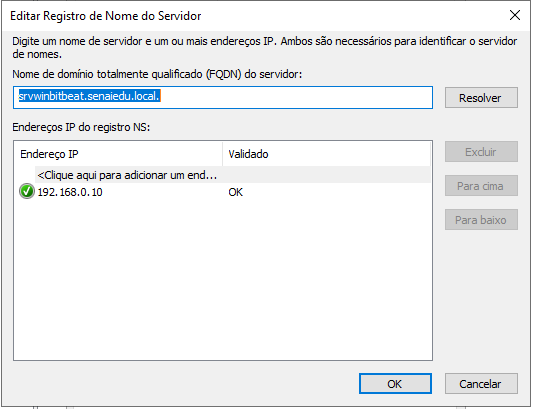 Editar Registro de Nome do Servidor
Digite um nome de servidor e um ou mais endereços IP. Ambos são necessários para identificar o servidor
de nomes.
Nome de domínio totalmente qualificado (FQDN) do servidor:
srvwinbitbeat.senaiedu.local.
Resolver
Endereços IP do registro NS:
Endereço IP Validado
<Clique aqui para adicionar um end...
192.168.0.10 OK
Excluir
Para cima
Para baixo
OK Cancelar